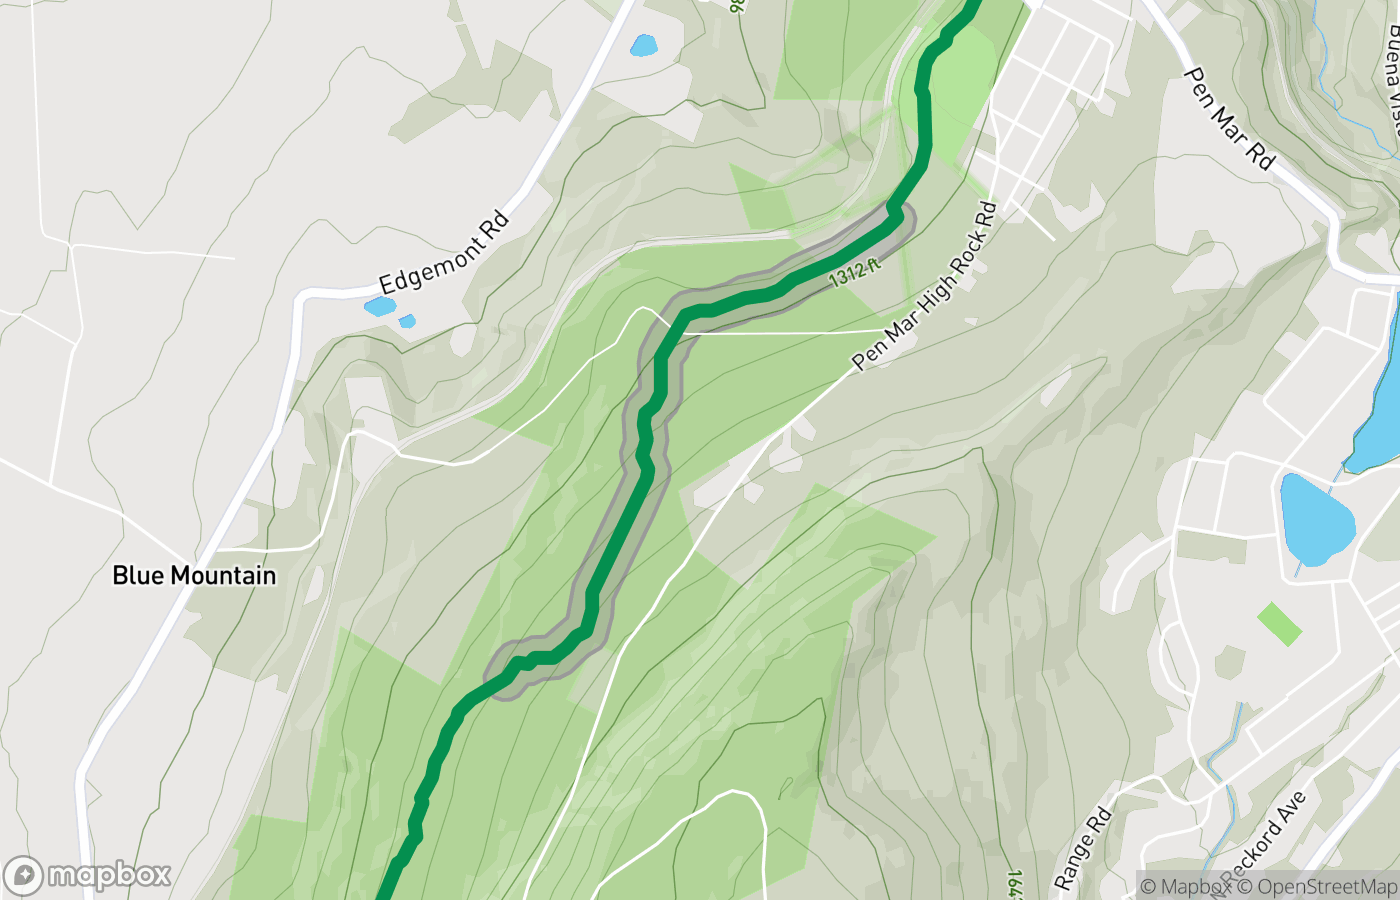 Pen Mar Rd
Edgemont Rd
Pen Mar High Rock Rd
1312 ft
Blue Mountain
Range Rd
Reckord Ave
mapbox
© Mapbox © OpenStreetMap